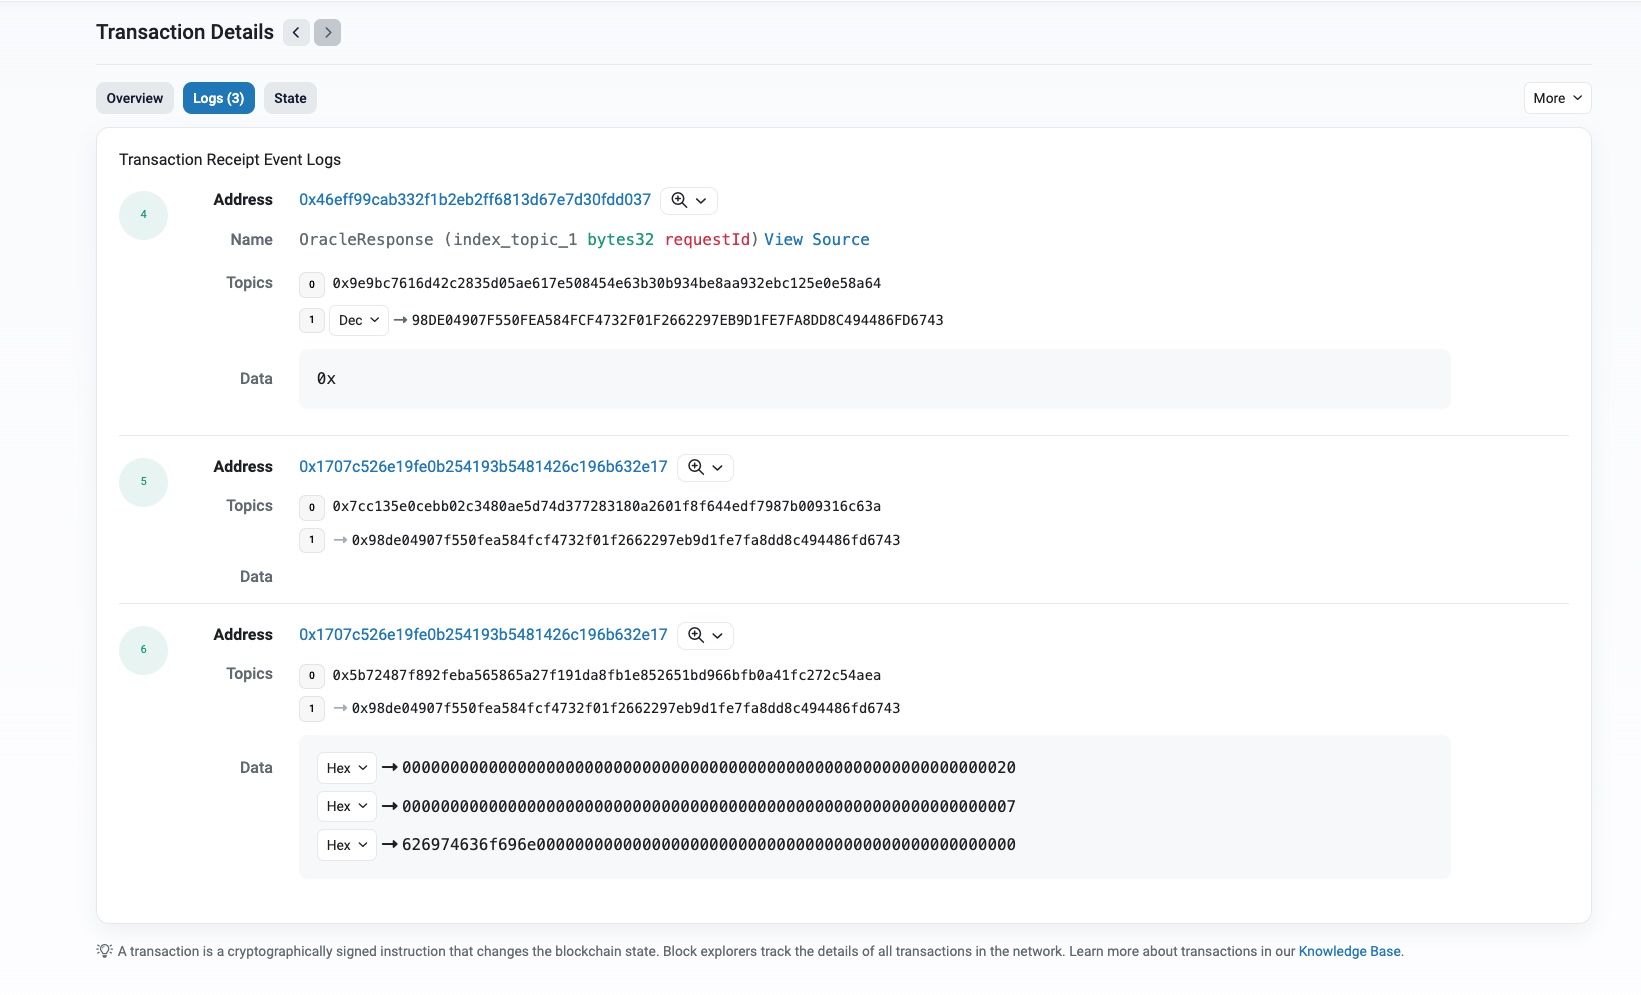 Transaction Details
Overview
Logs (3)
State
More
Transaction Receipt Event Logs
4
Address 0x46eff99cab332f1b2eb2ff6813d67e7d30fdd037
Name OracleResponse (index_topic_1 bytes32 requestId) View Source
Topics 0 0x9e9bc7616d42c2835d05ae617e508454e63b30b934be8aa932ebc125e0e58a64
1 Dec → 98DE04907F550FEA584FCF4732F01F2662297EB9D1FE7FA8DD8C494486FD6743
Data 0x
5
Address 0x1707c526e19fe0b254193b5481426c196b632e17
Topics 0 0x7cc135e0cebb02c3480ae5d74d377283180a2601f8f644edf7987b009316c63a
1 → 0x98de04907f550fea584fcf4732f01f2662297eb9d1fe7fa8dd8c494486fd6743
Data
6
Address 0x1707c526e19fe0b254193b5481426c196b632e17
Topics 0 0x5b72487f892feba565865a27f191da8fb1e852651bd966bfb0a41fc272c54aea
1 → 0x98de04907f550fea584fcf4732f01f2662297eb9d1fe7fa8dd8c494486fd6743
Data Hex → 0000000000000000000000000000000000000000000000000000000000000020
Hex → 0000000000000000000000000000000000000000000000000000000000000007
Hex → 626974636f696e00000000000000000000000000000000000000000000000000
A transaction is a cryptographically signed instruction that changes the blockchain state. Block explorers track the details of all transactions in the network. Learn more about transactions in our Knowledge Base.